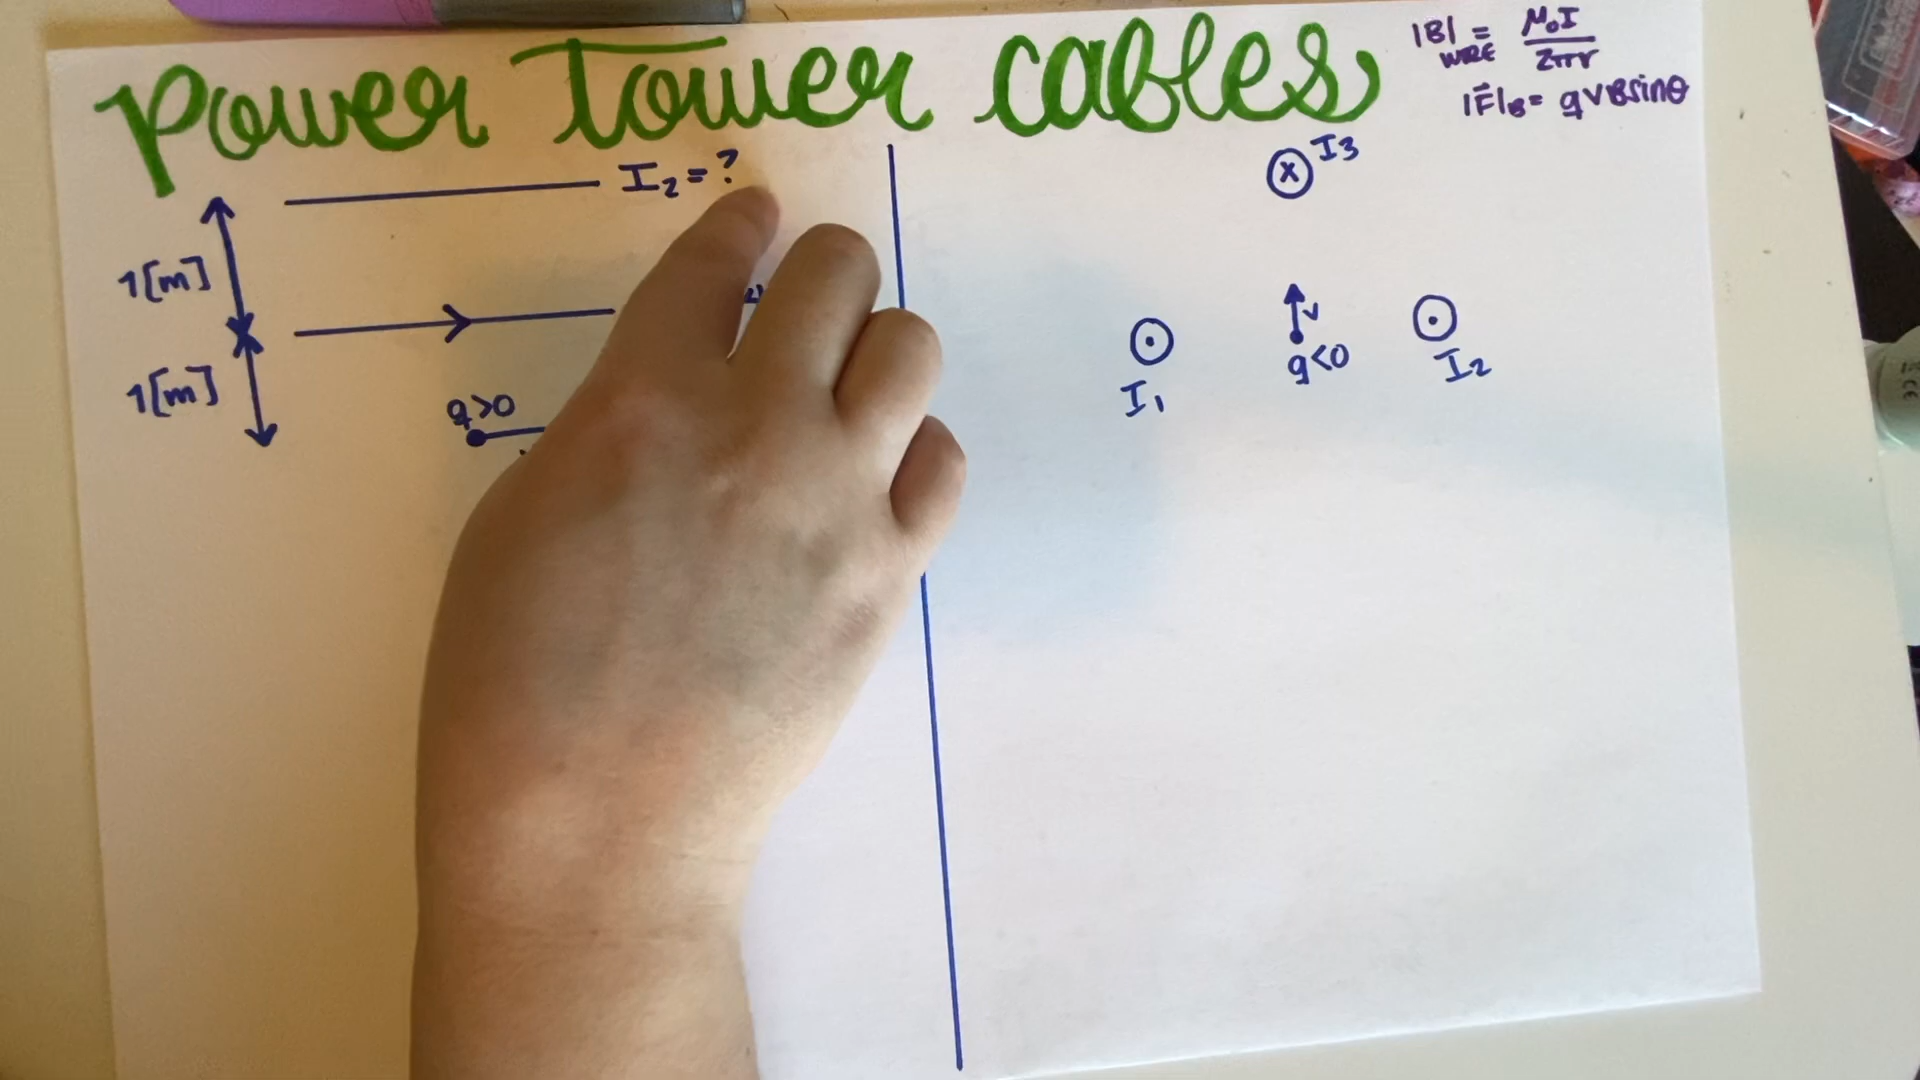 Power Tower cables
|B| = μ₀I / 2πr
WIRE
|F⃗|B = qvBsinθ
I₂ = ?
1[m]
1[m]
q>0
I3
v
q<0
I₁
I₂